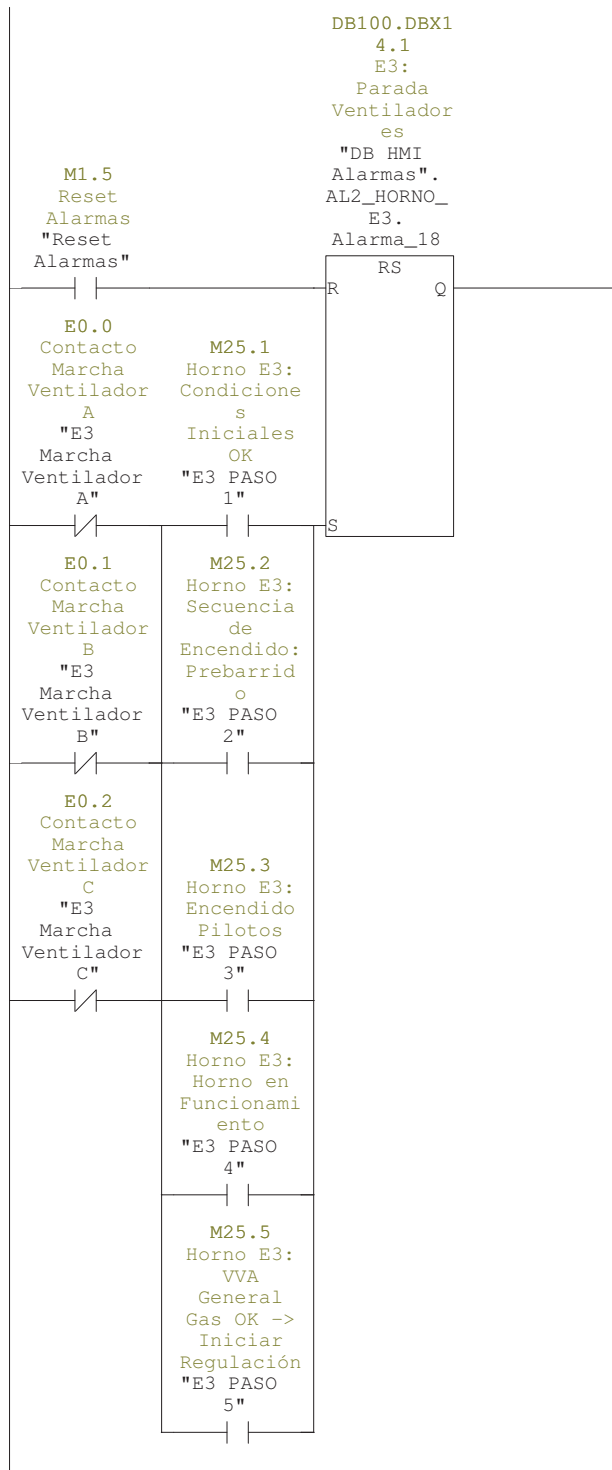 DB100.DBX1
4.1
E3:
Parada
Ventilador
es
"DB HMI
Alarmas".
AL2_HORNO_
E3.
Alarma_18
M1.5
Reset
Alarmas
"Reset
Alarmas"
RS
R Q
E0.0
Contacto
Marcha
Ventilador
A
"E3
Marcha
Ventilador
A"
M25.1
Horno E3:
Condicione
s
Iniciales
OK
"E3 PASO
1"
S
E0.1
Contacto
Marcha
Ventilador
B
"E3
Marcha
Ventilador
B"
M25.2
Horno E3:
Secuencia
de
Encendido:
Prebarrid
o
"E3 PASO
2"
E0.2
Contacto
Marcha
Ventilador
C
"E3
Marcha
Ventilador
C"
M25.3
Horno E3:
Encendido
Pilotos
"E3 PASO
3"
M25.4
Horno E3:
Horno en
Funcionami
ento
"E3 PASO
4"
M25.5
Horno E3:
VVA
General
Gas OK ->
Iniciar
Regulación
"E3 PASO
5"